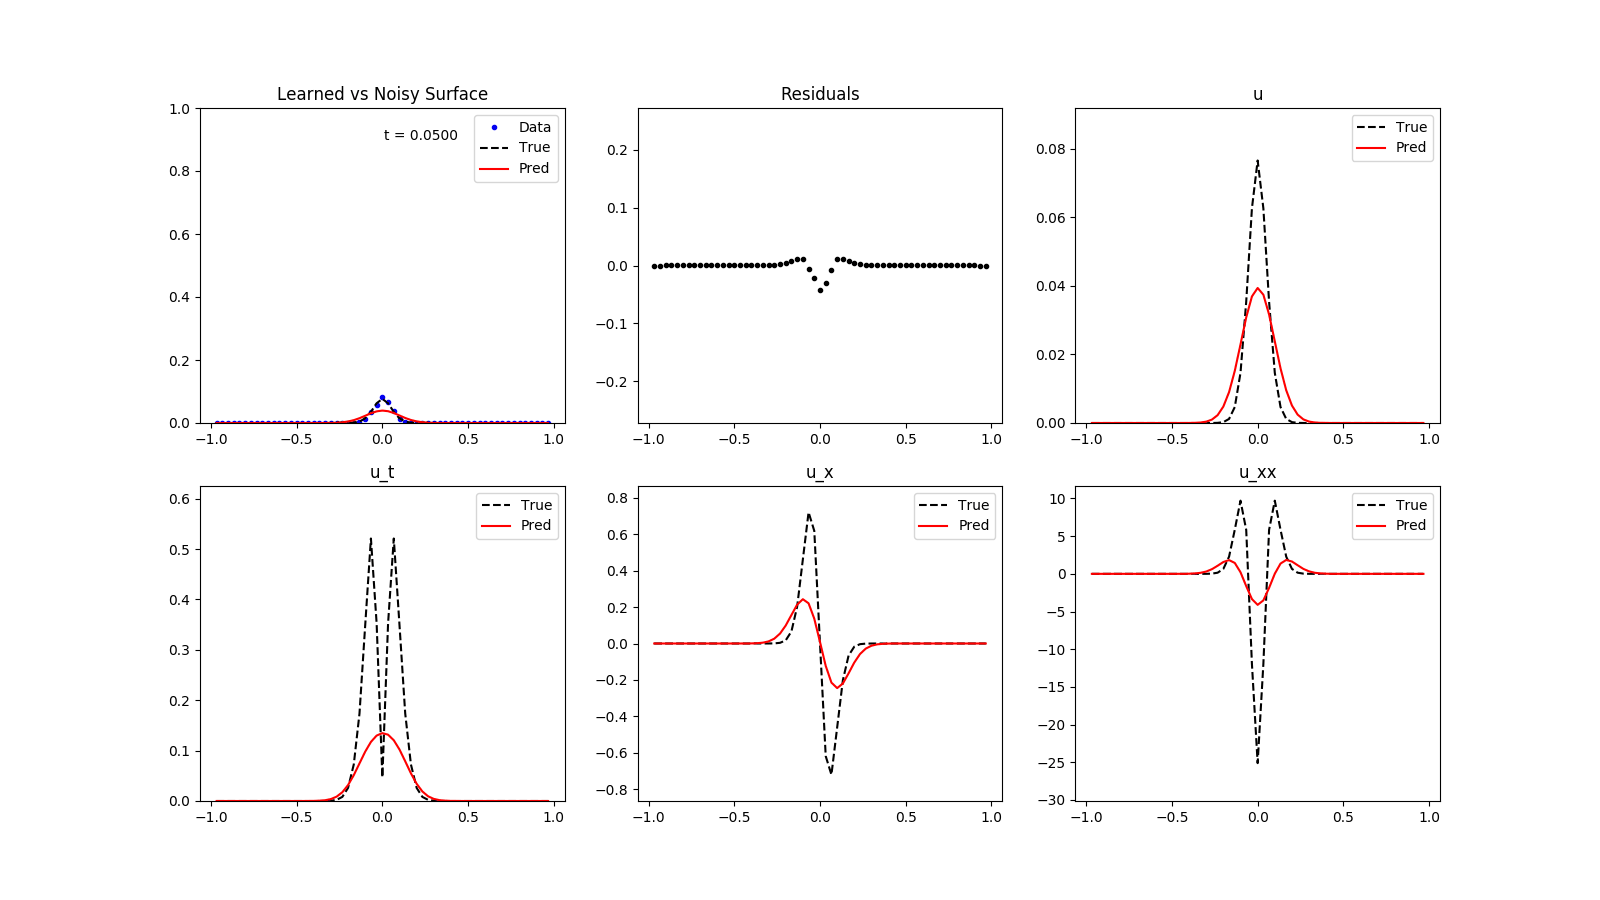 Learned vs Noisy Surface
1.0
0.8
0.6
0.4
0.2
0.0
−1.0 −0.5 0.0 0.5 1.0
t = 0.0500
Data
True
Pred
Residuals
0.2
0.1
0.0
−0.1
−0.2
−1.0 −0.5 0.0 0.5 1.0
u
0.08
0.06
0.04
0.02
0.00
−1.0 −0.5 0.0 0.5 1.0
True
Pred
u_t
0.6
0.5
0.4
0.3
0.2
0.1
0.0
−1.0 −0.5 0.0 0.5 1.0
True
Pred
u_x
0.8
0.6
0.4
0.2
0.0
−0.2
−0.4
−0.6
−0.8
−1.0 −0.5 0.0 0.5 1.0
True
Pred
u_xx
10
5
0
−5
−10
−15
−20
−25
−30
−1.0 −0.5 0.0 0.5 1.0
True
Pred